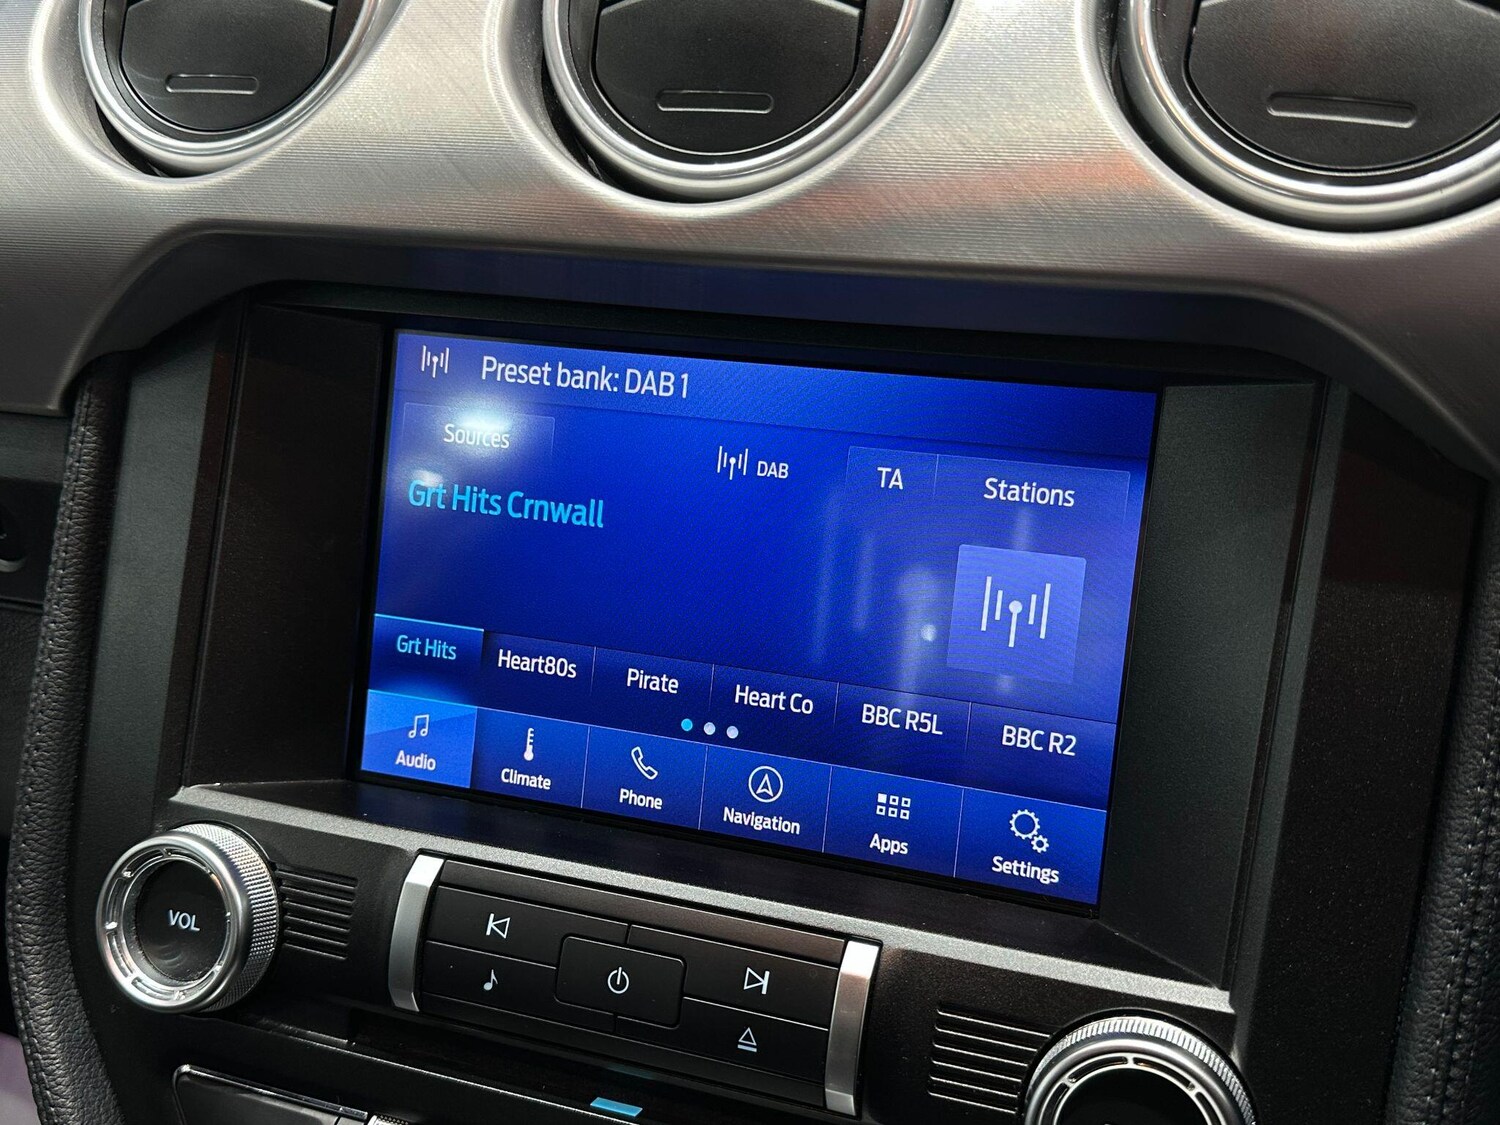 Preset bank: DAB 1
Sources
DAB
TA
Stations
Grt Hits Crnwall
Grt Hits
Heart80s
Pirate
Heart Co
BBC R5L
BBC R2
Audio
Climate
Phone
Navigation
Apps
Settings
VOL